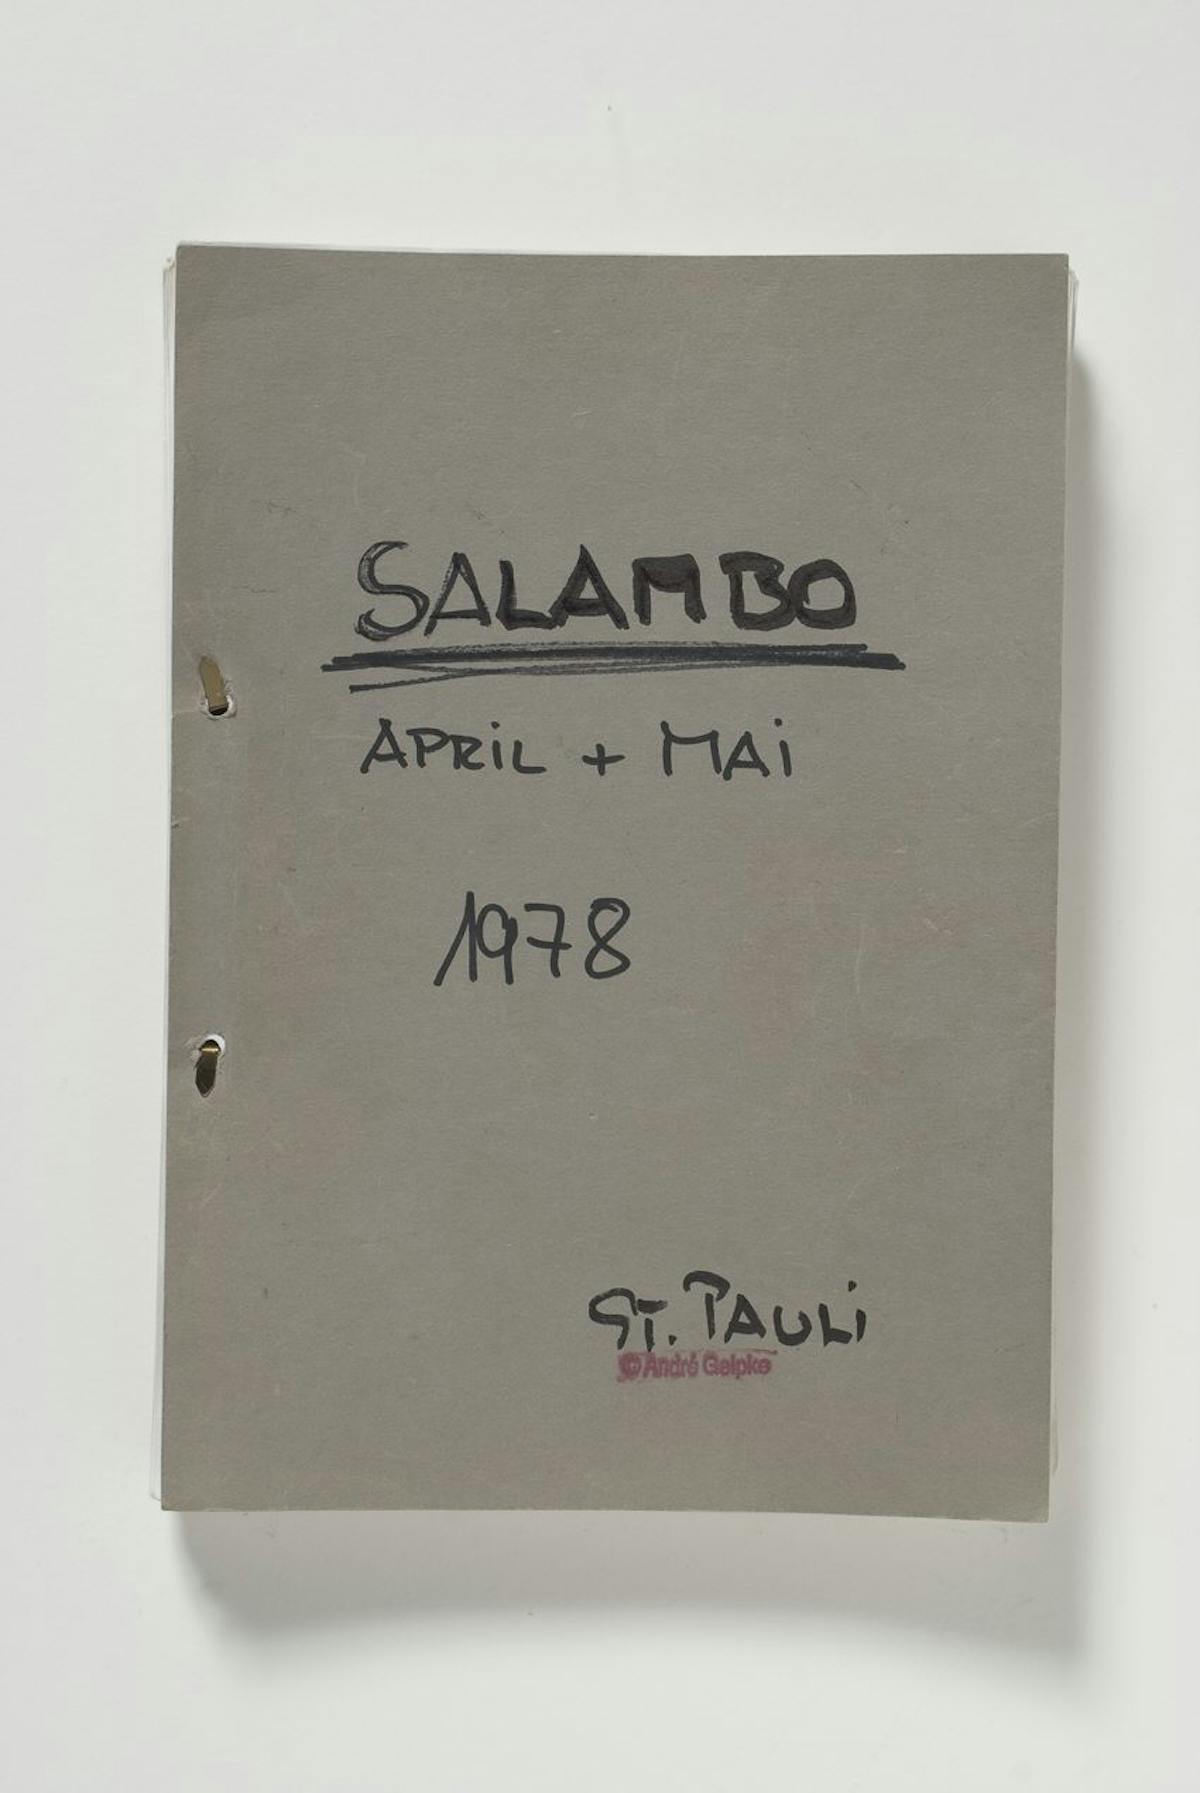 SALAMBO
APRiL + MAi
1978
ST. PAULi
© André Gelpke